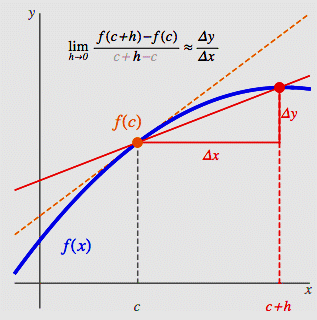 y
lim h→0 f(c+h)−f(c) / c+h−c ≈ Δy / Δx
f(c)
Δy
Δx
f(x)
x
c
c+h